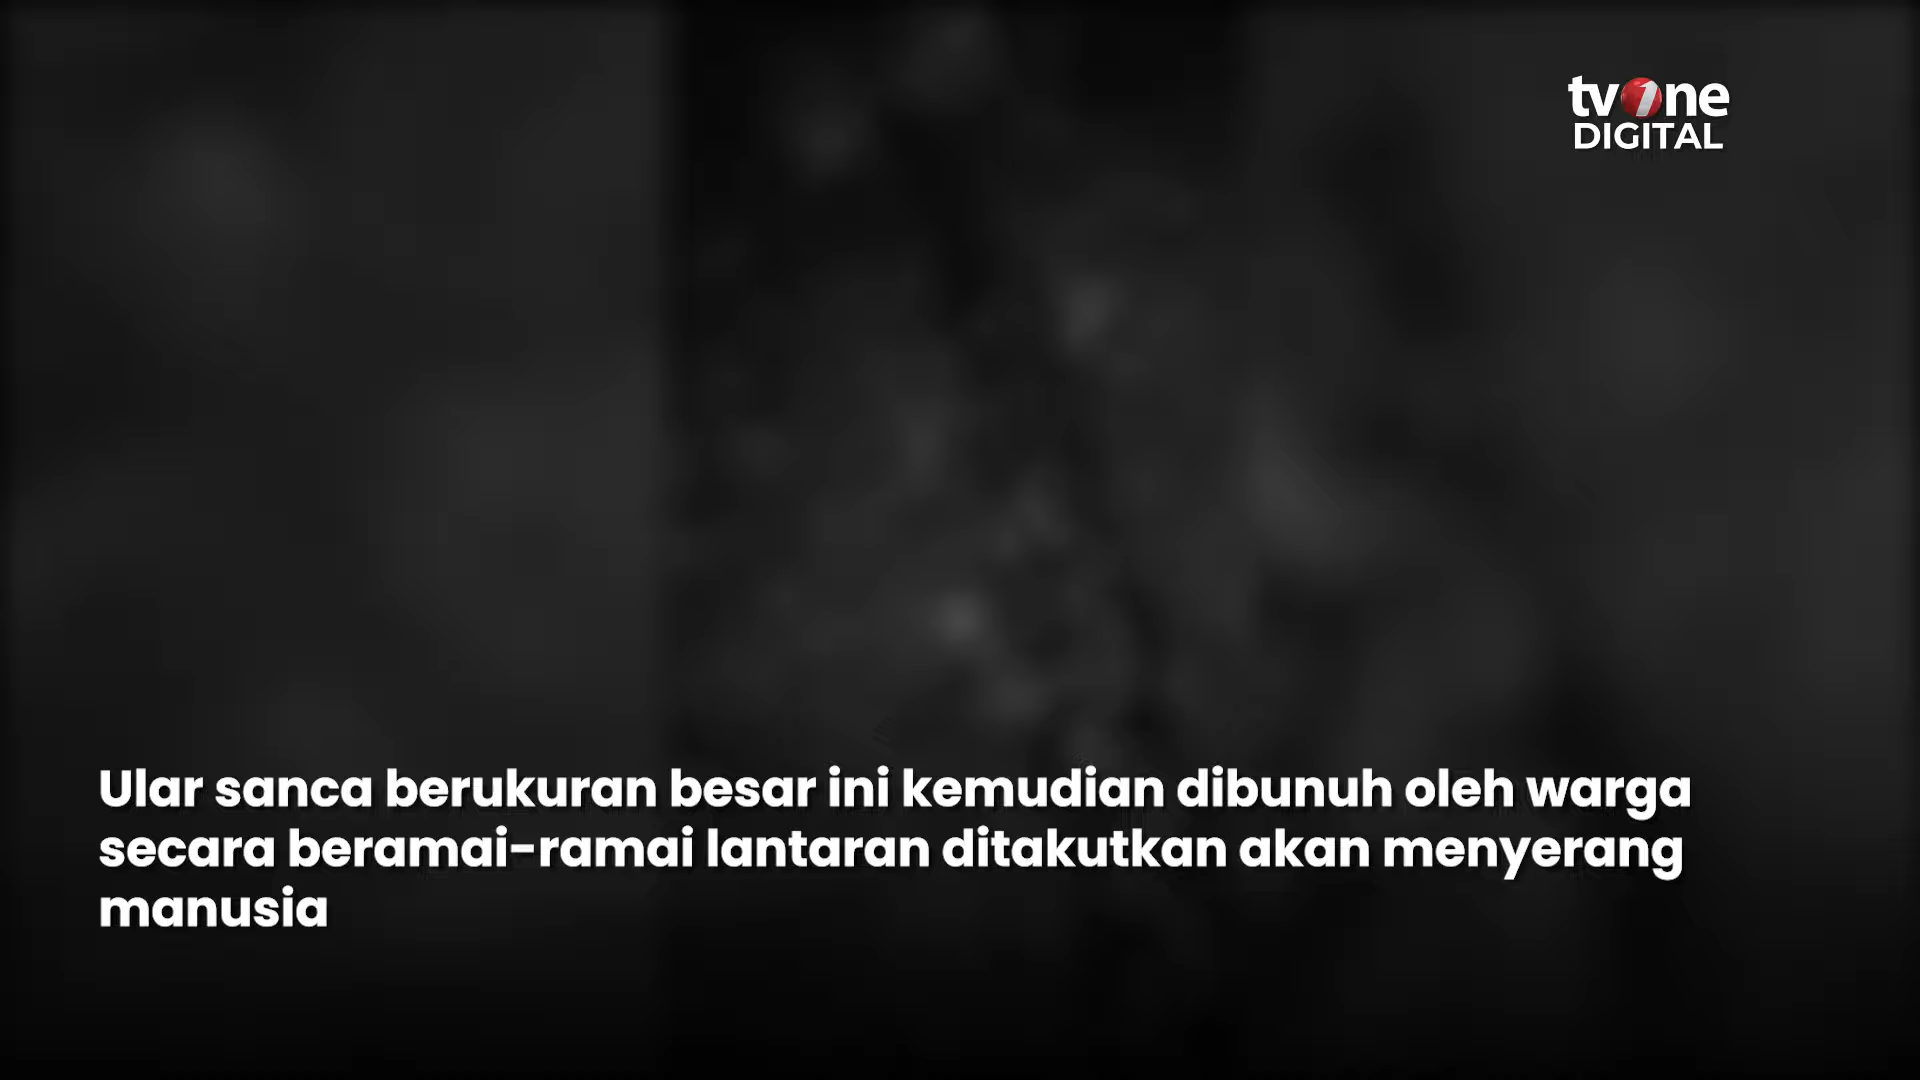 tvOne
DIGITAL
Ular sanca berukuran besar ini kemudian dibunuh oleh warga
secara beramai-ramai lantaran ditakutkan akan menyerang
manusia